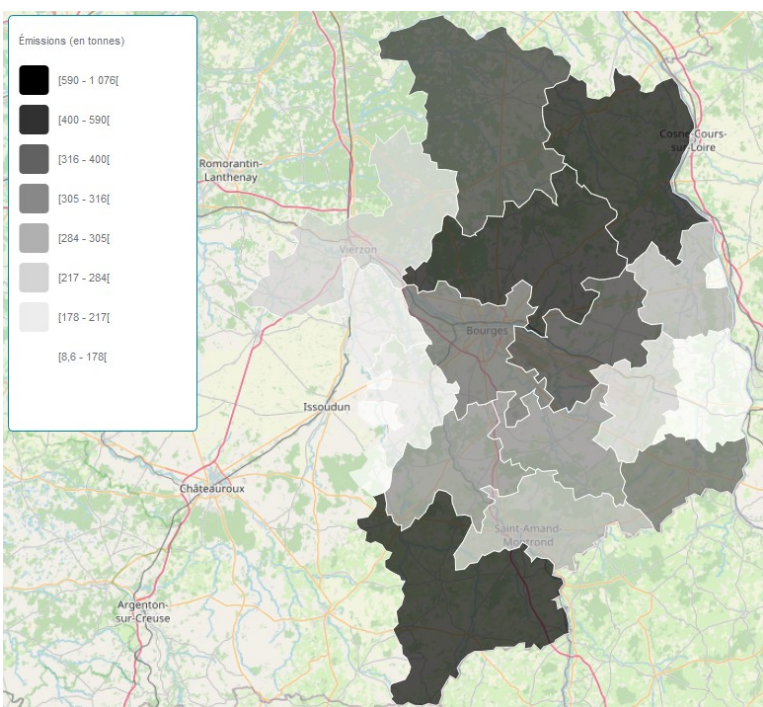 Émissions (en tonnes)
[590 - 1 076[
[400 - 590[
[316 - 400[
[305 - 316[
[284 - 305[
[217 - 284[
[178 - 217[
[8,6 - 178[
Cosne-Cours-
sur-Loire
Romorantin-
Lanthenay
Vierzon
Bourges
Issoudun
Châteauroux
Saint-Amand-
Montrond
Argenton-
sur-Creuse